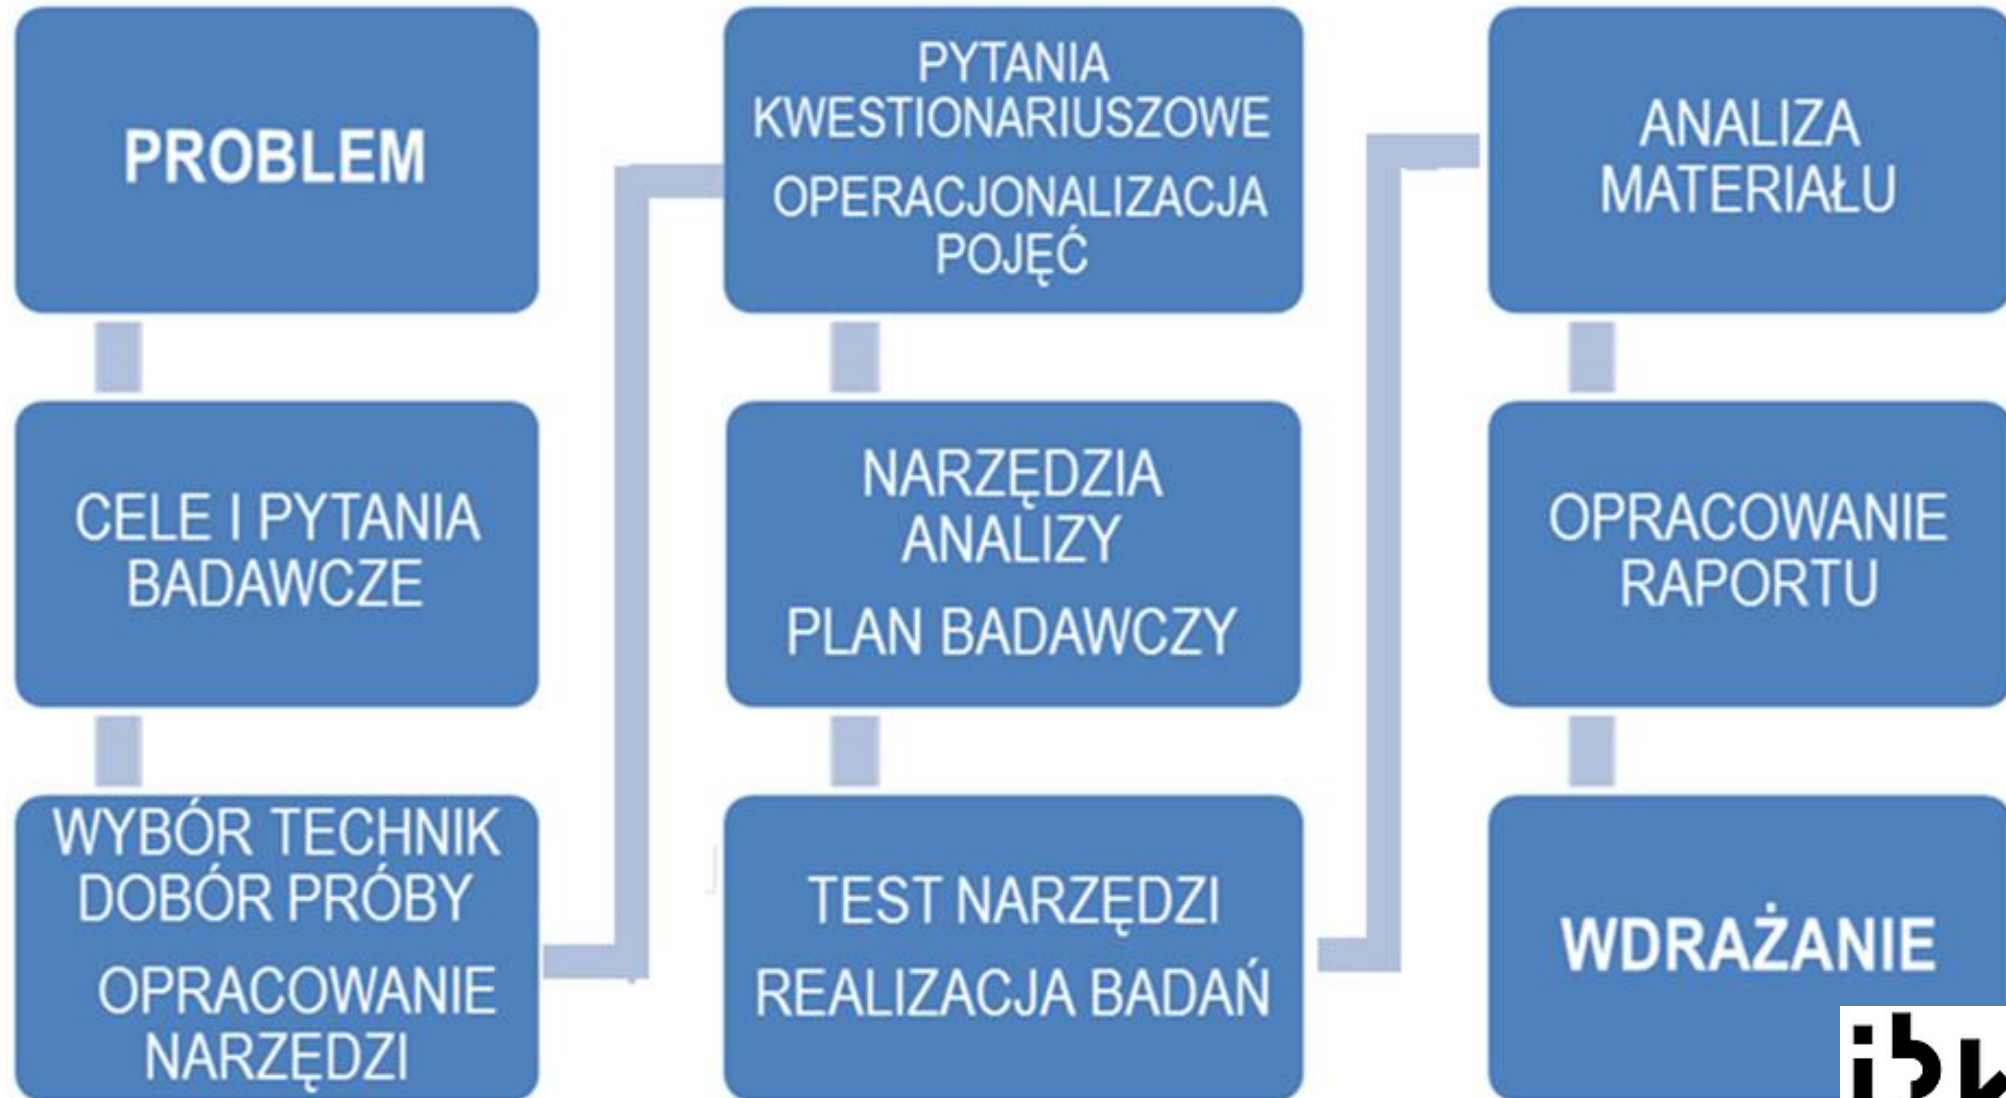 PROBLEM
CELE I PYTANIA
BADAWCZE
WYBÓR TECHNIK
DOBÓR PRÓBY
OPRACOWANIE
NARZĘDZI
PYTANIA
KWESTIONARIUSZOWE
OPERACJONALIZACJA
POJĘĆ
NARZĘDZIA
ANALIZY
PLAN BADAWCZY
TEST NARZĘDZI
REALIZACJA BADAŃ
ANALIZA
MATERIAŁU
OPRACOWANIE
RAPORTU
WDRAŻANIE